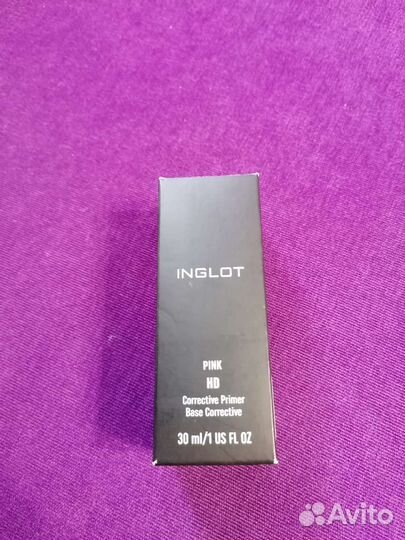 INGLOT
PINK
HD
Corrective Primer
Base Corrective
30 ml/1 US FL OZ
Avito